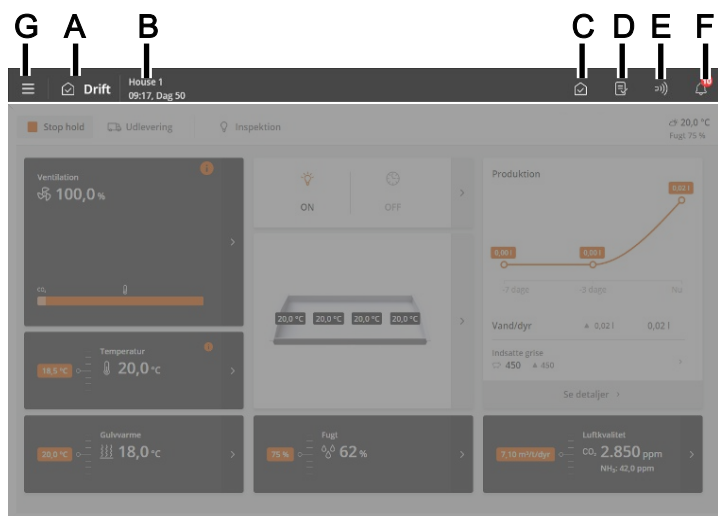 G A B C D E F
Drift
House 1
09:17, Dag 50
10
Stop hold Udlevering Inspektion
20,0 °C
Fugt 75 %
Ventilation
100,0 %
CO₂
ON OFF
20,0 °C 20,0 °C 20,0 °C 20,0 °C
Produktion
0,02 l
0,00 l 0,00 l
-7 dage -3 dage Nu
Vand/dyr 0,02 l 0,02 l
Indsatte grise
450 450
Se detaljer
Temperatur
18,5 °C 20,0 °C
Gulvvarme
20,0 °C 18,0 °C
Fugt
75 % 62 %
Luftkvalitet
7,10 m³/t/dyr CO₂ 2.850 ppm
NH₃: 42,0 ppm